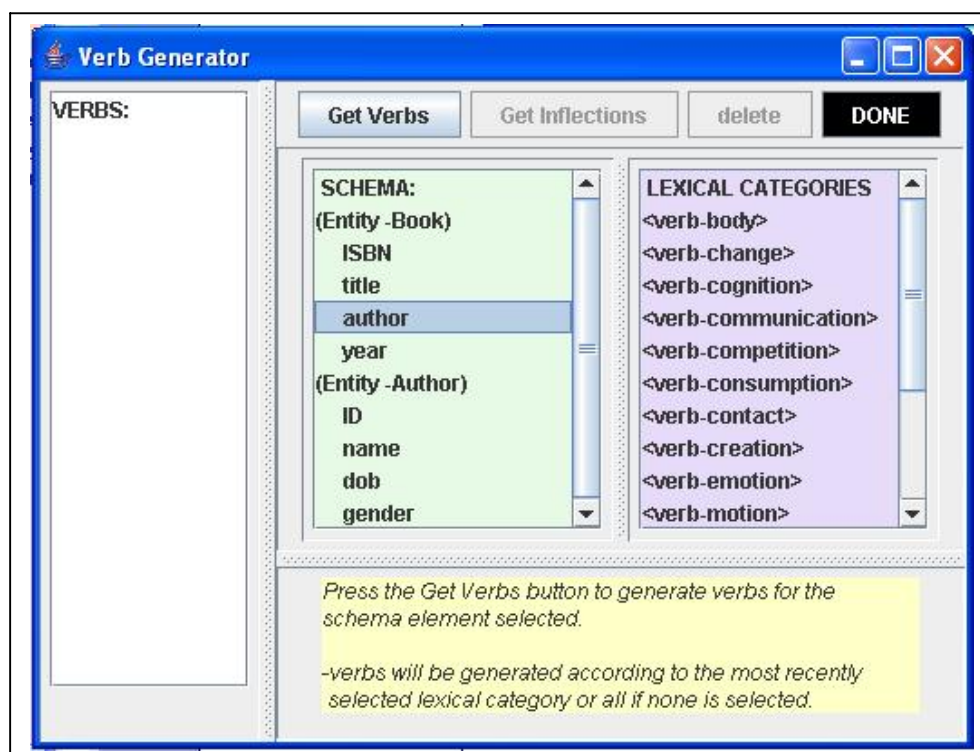 Verb Generator
VERBS:
Get Verbs
Get Inflections
delete
DONE
SCHEMA:
(Entity -Book)
ISBN
title
author
year
(Entity -Author)
ID
name
dob
gender
LEXICAL CATEGORIES
<verb-body>
<verb-change>
<verb-cognition>
<verb-communication>
<verb-competition>
<verb-consumption>
<verb-contact>
<verb-creation>
<verb-emotion>
<verb-motion>
Press the Get Verbs button to generate verbs for the
schema element selected.
-verbs will be generated according to the most recently
selected lexical category or all if none is selected.